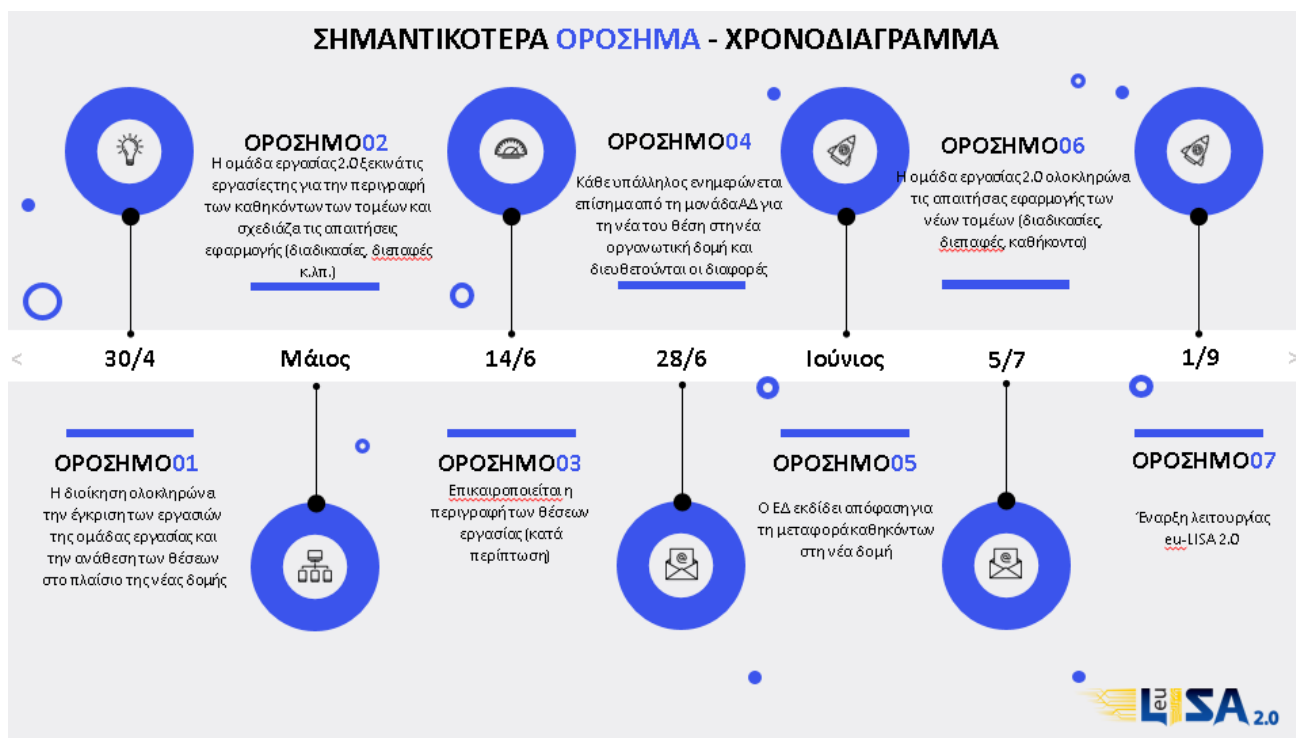 ΣΗΜΑΝΤΙΚΟΤΕΡΑ ΟΡΟΣΗΜΑ - ΧΡΟΝΟΔΙΑΓΡΑΜΜΑ
ΟΡΟΣΗΜΟ02
Η ομάδα εργασίας 2.0 ξεκινά τις
εργασίες της για την περιγραφή
των καθηκόντων των τομέων και
σχεδιάζει τις απαιτήσεις
εφαρμογής (διαδικασίες, διεπαφές
κ.λπ.)
ΟΡΟΣΗΜΟ04
Κάθε υπάλληλος ενημερώνεται
επίσημα από τη μονάδα ΑΔ για
τη νέα του θέση στη νέα
οργανωτική δομή και
διευθετούνται οι διαφορές
ΟΡΟΣΗΜΟ06
Η ομάδα εργασίας 2.0 ολοκληρώνει
τις απαιτήσεις εφαρμογής των
νέων τομέων (διαδικασίες,
διεπαφές, καθήκοντα)
< 30/4 Μάιος 14/6 28/6 Ιούνιος 5/7 1/9 >
ΟΡΟΣΗΜΟ01
Η διοίκηση ολοκληρώνει
την έγκριση των εργασιών
της ομάδας εργασίας και
την ανάθεση των θέσεων
στο πλαίσιο της νέας δομής
ΟΡΟΣΗΜΟ03
Επικαιροποιείται η
περιγραφή των θέσεων
εργασίας (κατά
περίπτωση)
ΟΡΟΣΗΜΟ05
Ο ΕΔ εκδίδει απόφαση για
τη μεταφορά καθηκόντων
στη νέα δομή
ΟΡΟΣΗΜΟ07
Έναρξη λειτουργίας
eu-LISA 2.0
eu LISA 2.0